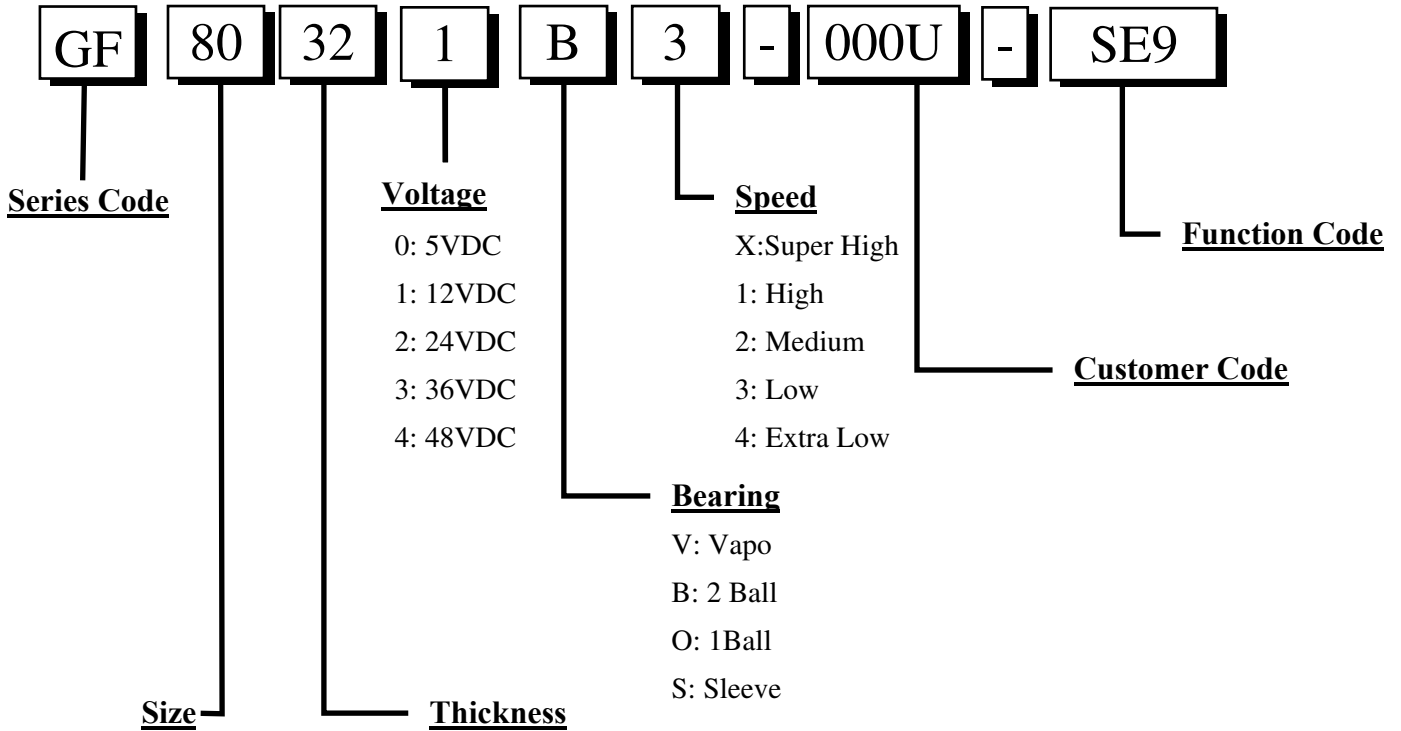 GF 80 32 1 B 3 - 000U - SE9
Series Code
Voltage
0: 5VDC
1: 12VDC
2: 24VDC
3: 36VDC
4: 48VDC
Speed
X:Super High
1: High
2: Medium
3: Low
4: Extra Low
Function Code
Customer Code
Bearing
V: Vapo
B: 2 Ball
O: 1Ball
S: Sleeve
Size
Thickness